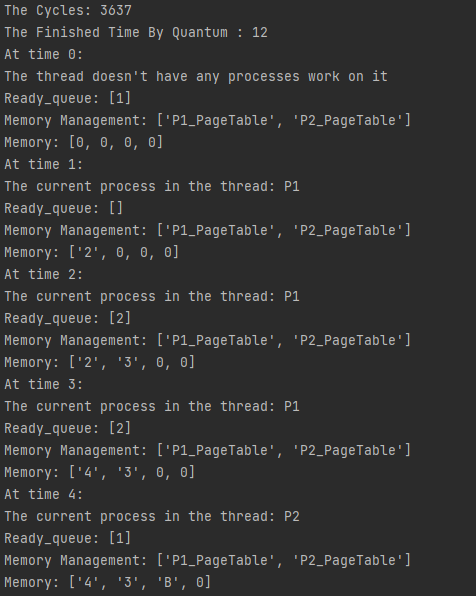 The Cycles: 3637
The Finished Time By Quantum : 12
At time 0:
The thread doesn't have any processes work on it
Ready_queue: [1]
Memory Management: ['P1_PageTable', 'P2_PageTable']
Memory: [0, 0, 0, 0]
At time 1:
The current process in the thread: P1
Ready_queue: []
Memory Management: ['P1_PageTable', 'P2_PageTable']
Memory: ['2', 0, 0, 0]
At time 2:
The current process in the thread: P1
Ready_queue: [2]
Memory Management: ['P1_PageTable', 'P2_PageTable']
Memory: ['2', '3', 0, 0]
At time 3:
The current process in the thread: P1
Ready_queue: [2]
Memory Management: ['P1_PageTable', 'P2_PageTable']
Memory: ['4', '3', 0, 0]
At time 4:
The current process in the thread: P2
Ready_queue: [1]
Memory Management: ['P1_PageTable', 'P2_PageTable']
Memory: ['4', '3', 'B', 0]